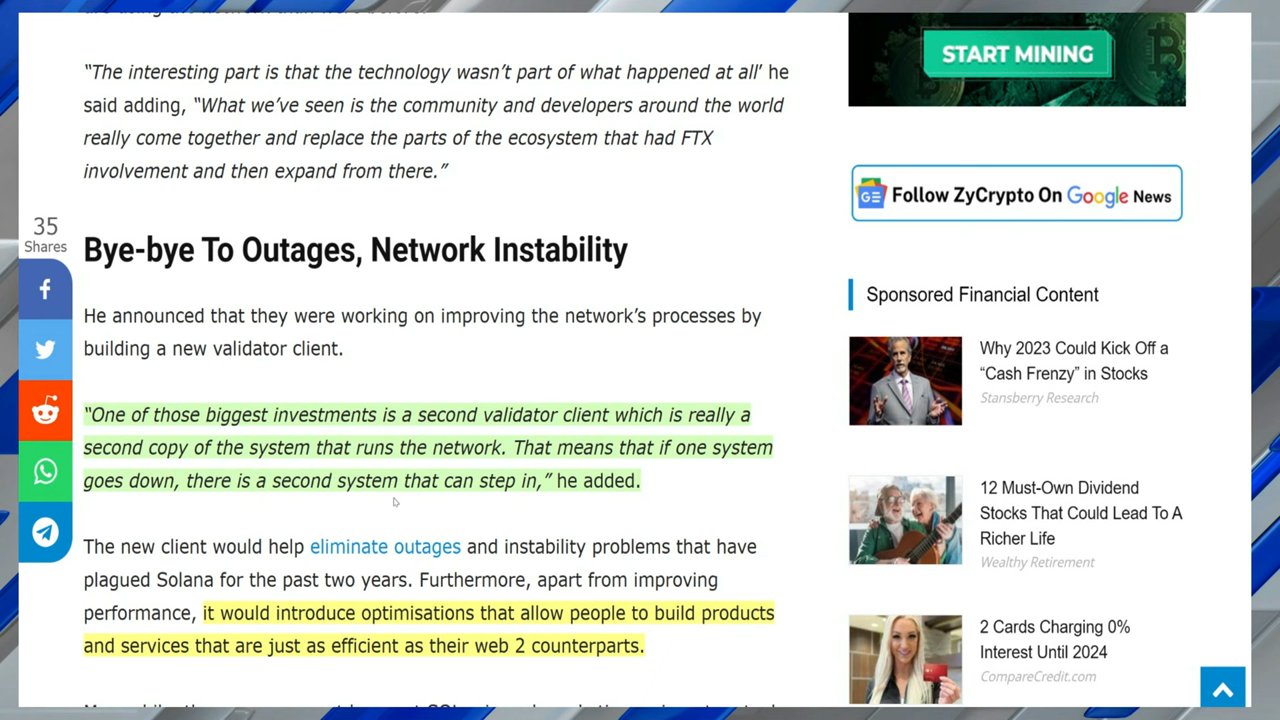 “The interesting part is that the technology wasn’t part of what happened at all’ he
said adding, “What we’ve seen is the community and developers around the world
really come together and replace the parts of the ecosystem that had FTX
involvement and then expand from there.”
35
Shares
Bye-bye To Outages, Network Instability
He announced that they were working on improving the network’s processes by
building a new validator client.
“One of those biggest investments is a second validator client which is really a
second copy of the system that runs the network. That means that if one system
goes down, there is a second system that can step in,” he added.
The new client would help eliminate outages and instability problems that have
plagued Solana for the past two years. Furthermore, apart from improving
performance, it would introduce optimisations that allow people to build products
and services that are just as efficient as their web 2 counterparts.
START MINING
GE Follow ZyCrypto On Google News
Sponsored Financial Content
Why 2023 Could Kick Off a
“Cash Frenzy” in Stocks
Stansberry Research
12 Must-Own Dividend
Stocks That Could Lead To A
Richer Life
Wealthy Retirement
2 Cards Charging 0%
Interest Until 2024
CompareCredit.com